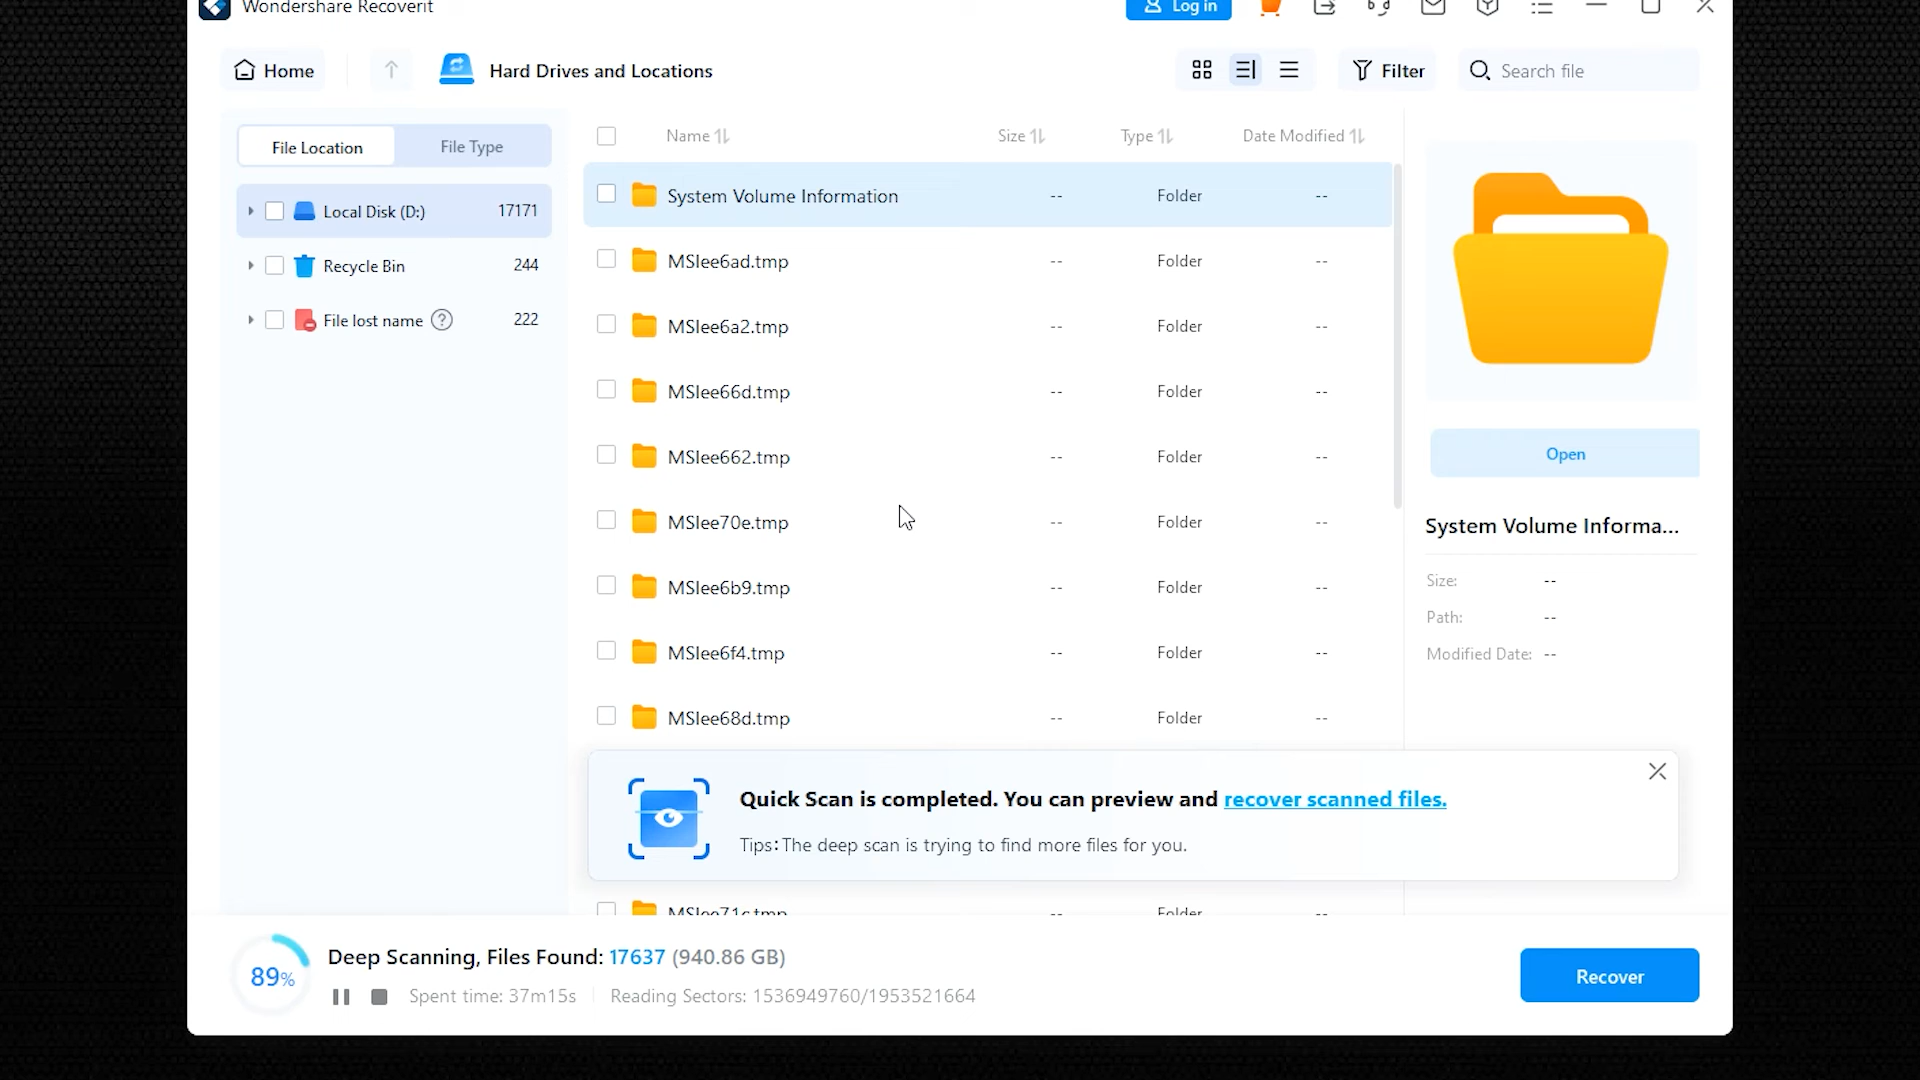 Wondershare Recoverit
Log in
Home
Hard Drives and Locations
Filter
Search file
File Location
File Type
Name
Size
Type
Date Modified
Local Disk (D:) 17171
Recycle Bin 244
File lost name ? 222
System Volume Information -- Folder --
MSIee6ad.tmp -- Folder --
MSIee6a2.tmp -- Folder --
MSIee66d.tmp -- Folder --
MSIee662.tmp -- Folder --
MSIee70e.tmp -- Folder --
MSIee6b9.tmp -- Folder --
MSIee6f4.tmp -- Folder --
MSIee68d.tmp -- Folder --
MSIee71c.tmp -- Folder --
Open
System Volume Informa...
Size: --
Path: --
Modified Date: --
Quick Scan is completed. You can preview and recover scanned files.
Tips:The deep scan is trying to find more files for you.
89%
Deep Scanning, Files Found: 17637 (940.86 GB)
Spent time: 37m15s
Reading Sectors: 1536949760/1953521664
Recover